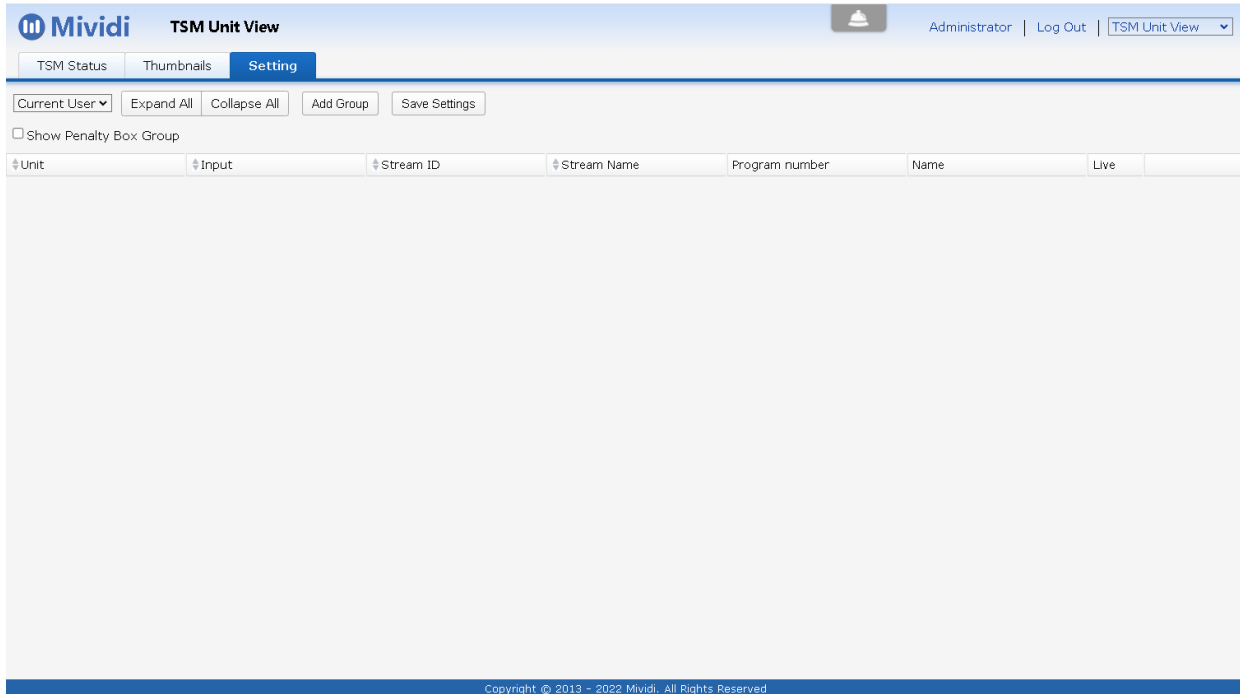 Mividi TSM Unit View Administrator | Log Out | TSM Unit View
TSM Status Thumbnails Setting
Current User Expand All Collapse All Add Group Save Settings
Show Penalty Box Group
Unit Input Stream ID Stream Name Program number Name Live
Copyright © 2013 - 2022 Mividi. All Rights Reserved